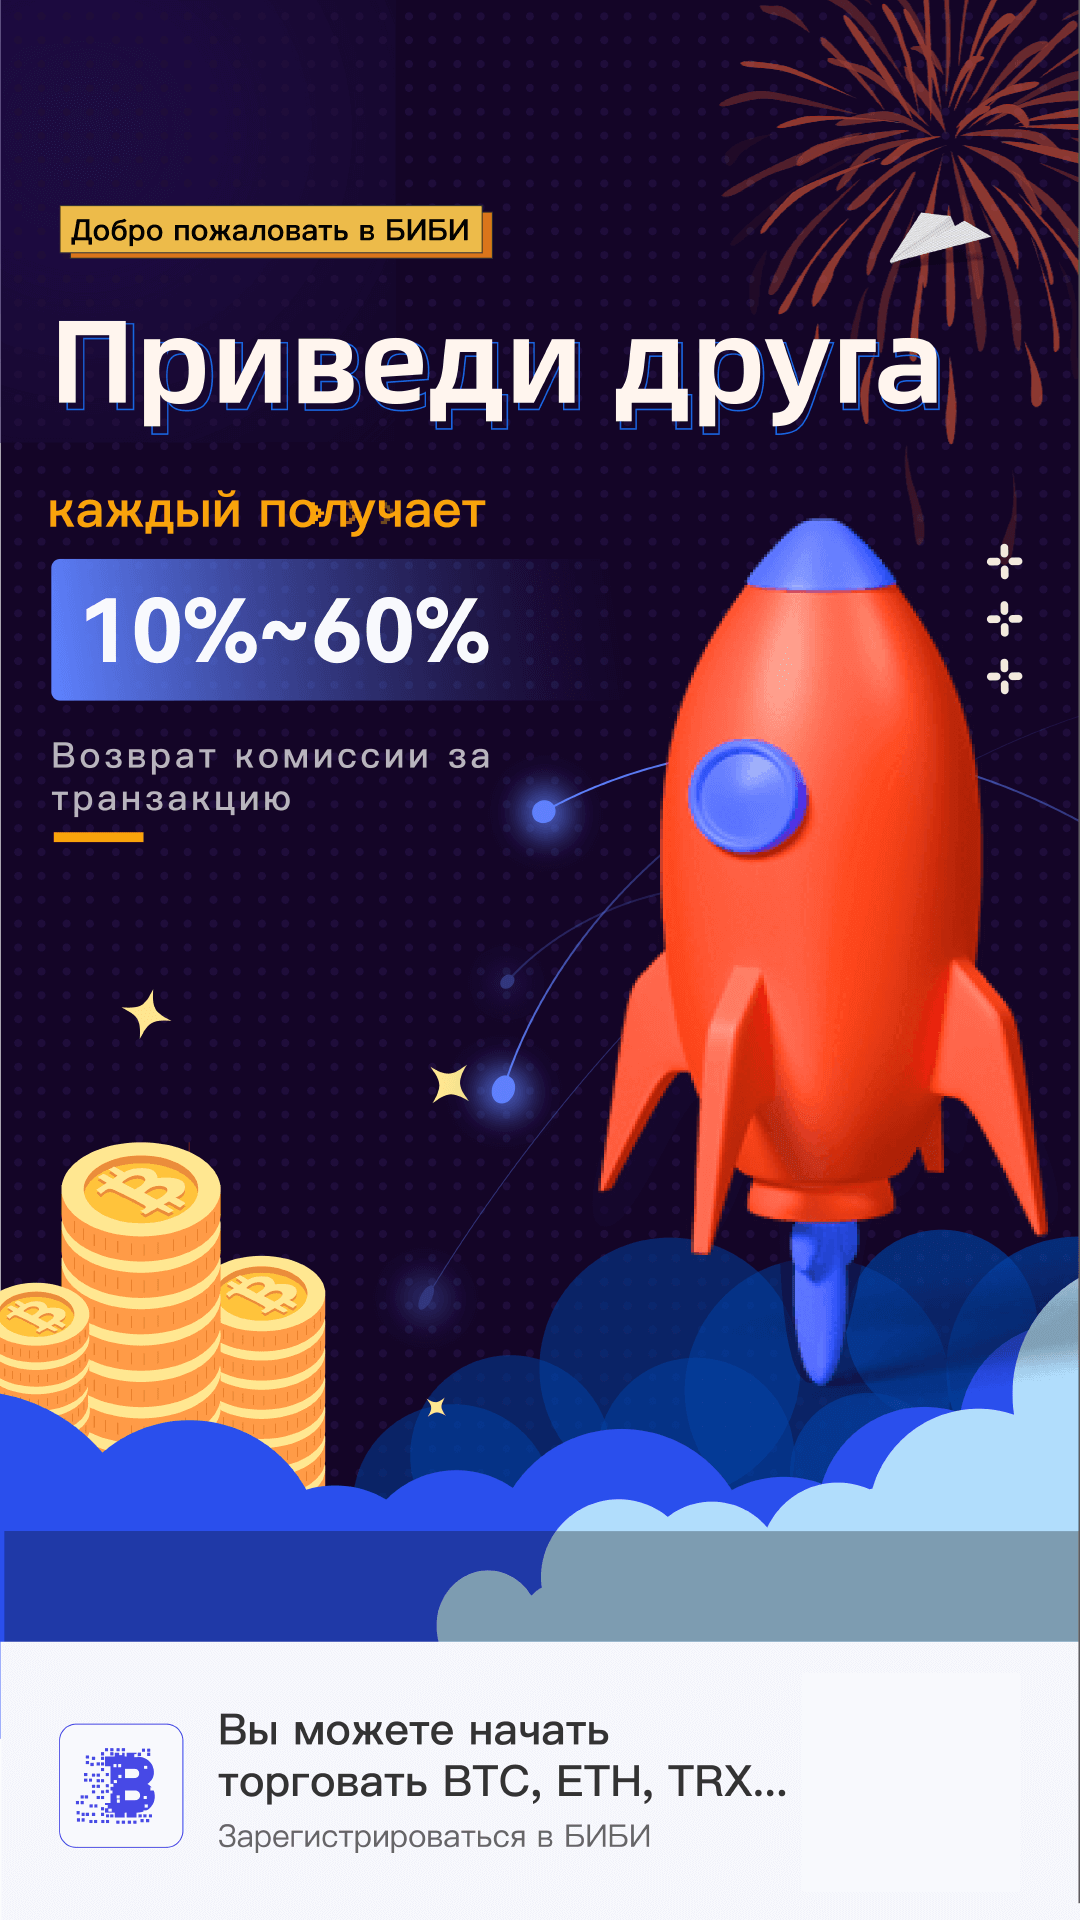 Добро пожаловать в БИБИ
Приведи друга
каждый получает
10%~60%
Возврат комиссии за
транзакцию
Вы можете начать
торговать BTC, ETH, TRX...
Зарегистрироваться в БИБИ